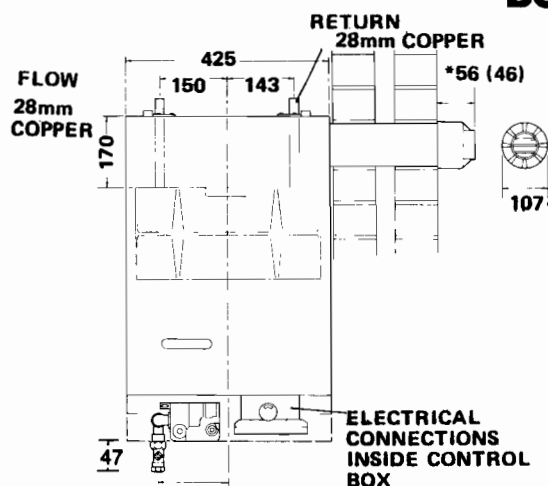 RETURN
28mm COPPER
425
*56 (46)
FLOW
28mm
COPPER
150
143
170
107
47
ELECTRICAL
CONNECTIONS
INSIDE CONTROL
BOX